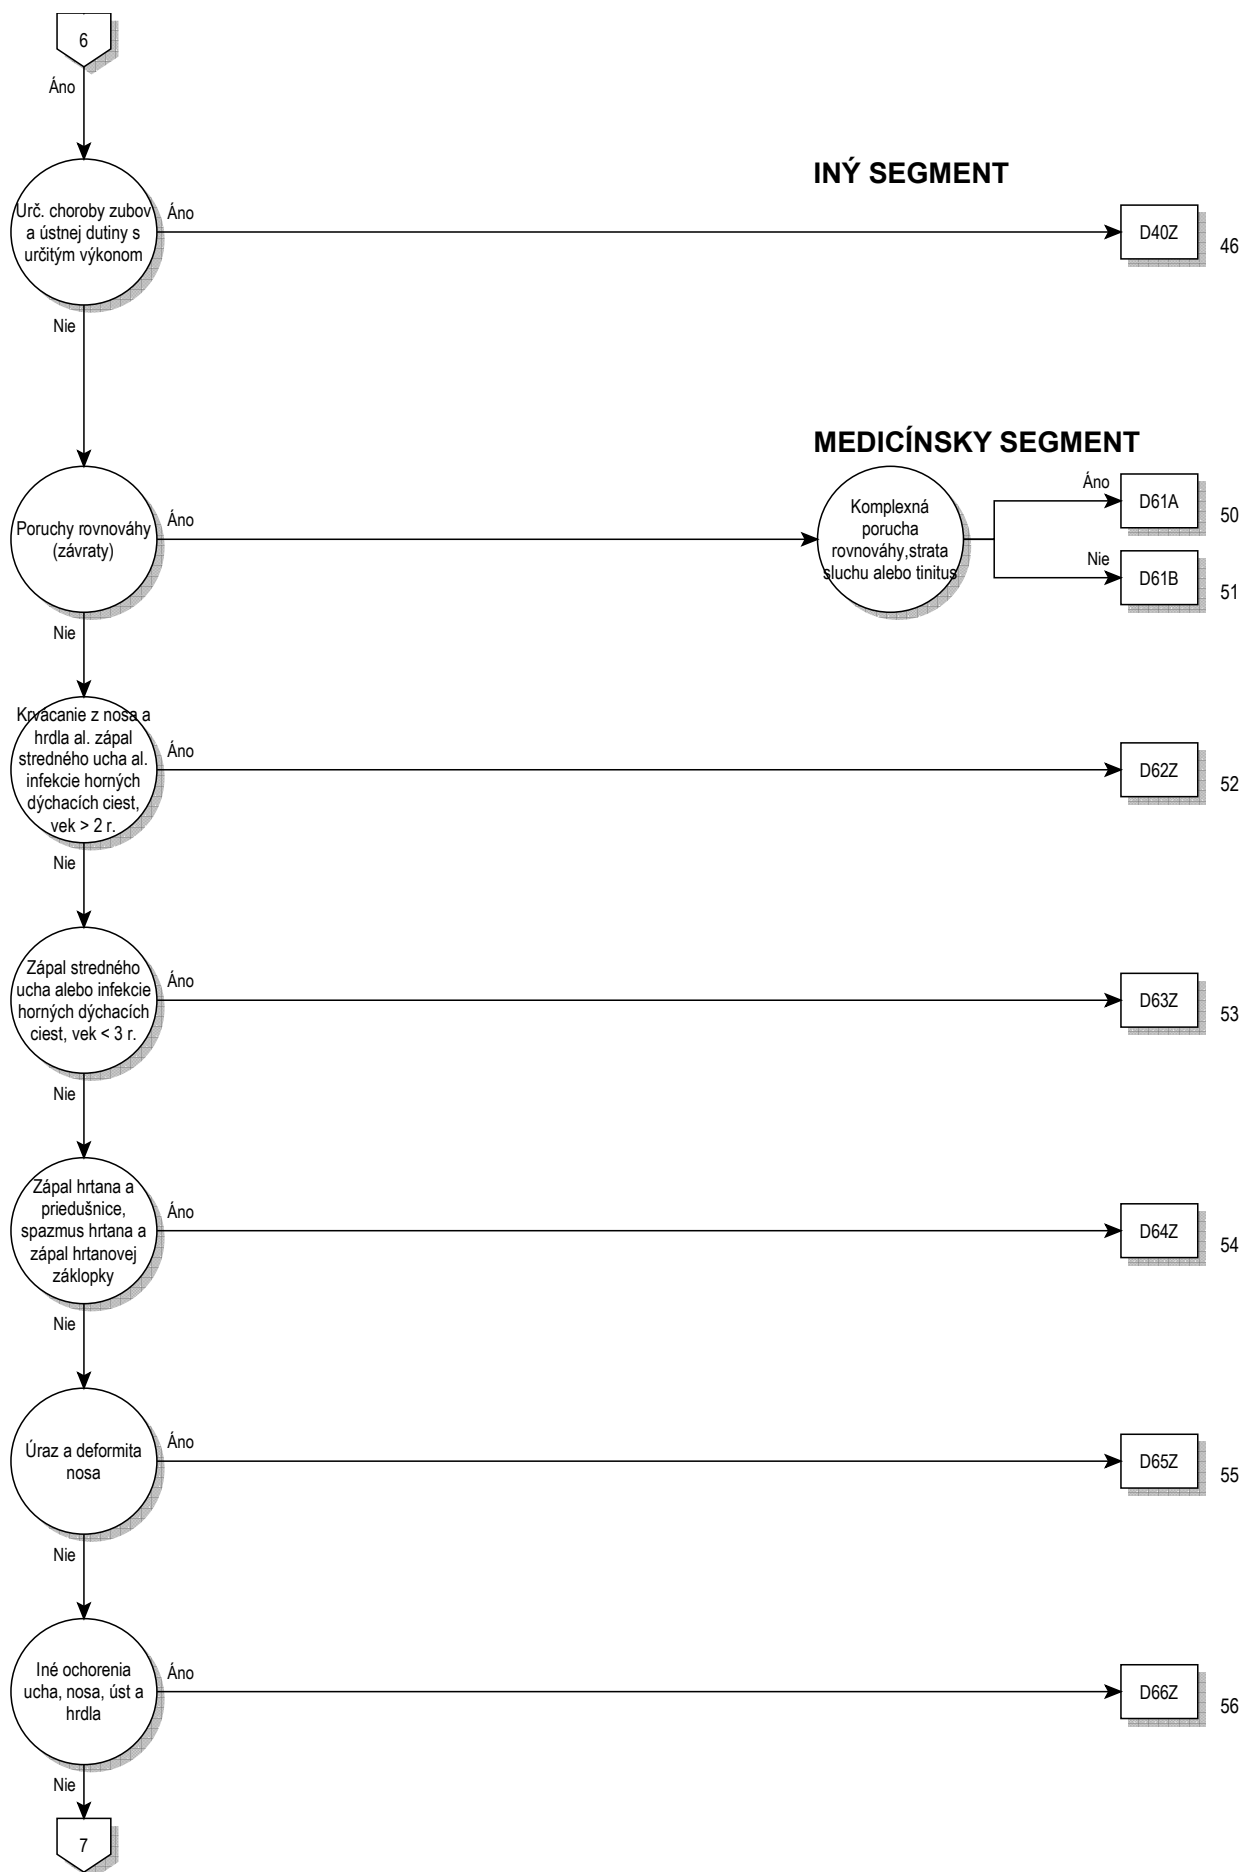 6
Áno
INÝ SEGMENT
Urč. choroby zubov
a ústnej dutiny s
určitým výkonom
Áno
D40Z
46
Nie
MEDICÍNSKY SEGMENT
Poruchy rovnováhy
(závraty)
Áno
Komplexná
porucha
rovnováhy,strata
sluchu alebo tinitus
Áno
D61A
50
Nie
D61B
51
Nie
Krvácanie z nosa a
hrdla al. zápal
stredného ucha al.
infekcie horných
dýchacích ciest,
vek > 2 r.
Áno
D62Z
52
Nie
Zápal stredného
ucha alebo infekcie
horných dýchacích
ciest, vek < 3 r.
Áno
D63Z
53
Nie
Zápal hrtana a
priedušnice,
spazmus hrtana a
zápal hrtanovej
záklopky
Áno
D64Z
54
Nie
Úraz a deformita
nosa
Áno
D65Z
55
Nie
Iné ochorenia
ucha, nosa, úst a
hrdla
Áno
D66Z
56
Nie
7